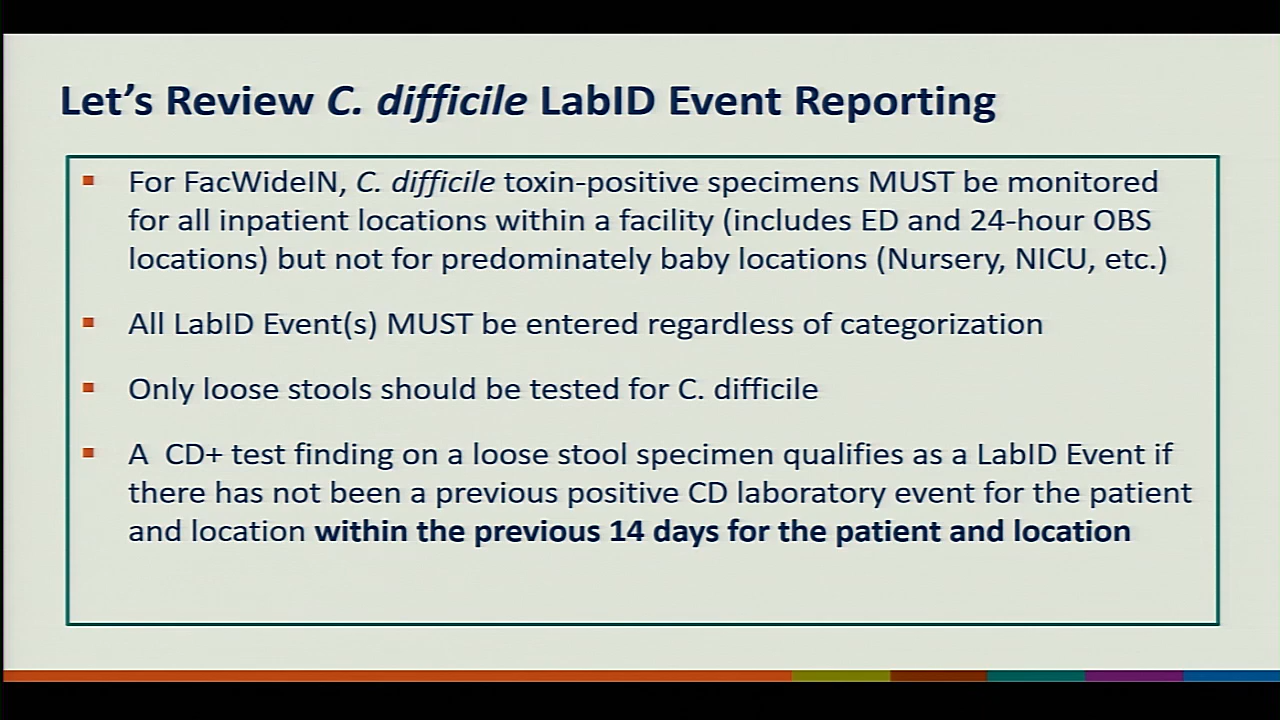 Let's Review C. difficile LabID Event Reporting
▪ For FacWideIN, C. difficile toxin-positive specimens MUST be monitored
for all inpatient locations within a facility (includes ED and 24-hour OBS
locations) but not for predominately baby locations (Nursery, NICU, etc.)
▪ All LabID Event(s) MUST be entered regardless of categorization
▪ Only loose stools should be tested for C. difficile
▪ A  CD+ test finding on a loose stool specimen qualifies as a LabID Event if
there has not been a previous positive CD laboratory event for the patient
and location within the previous 14 days for the patient and location